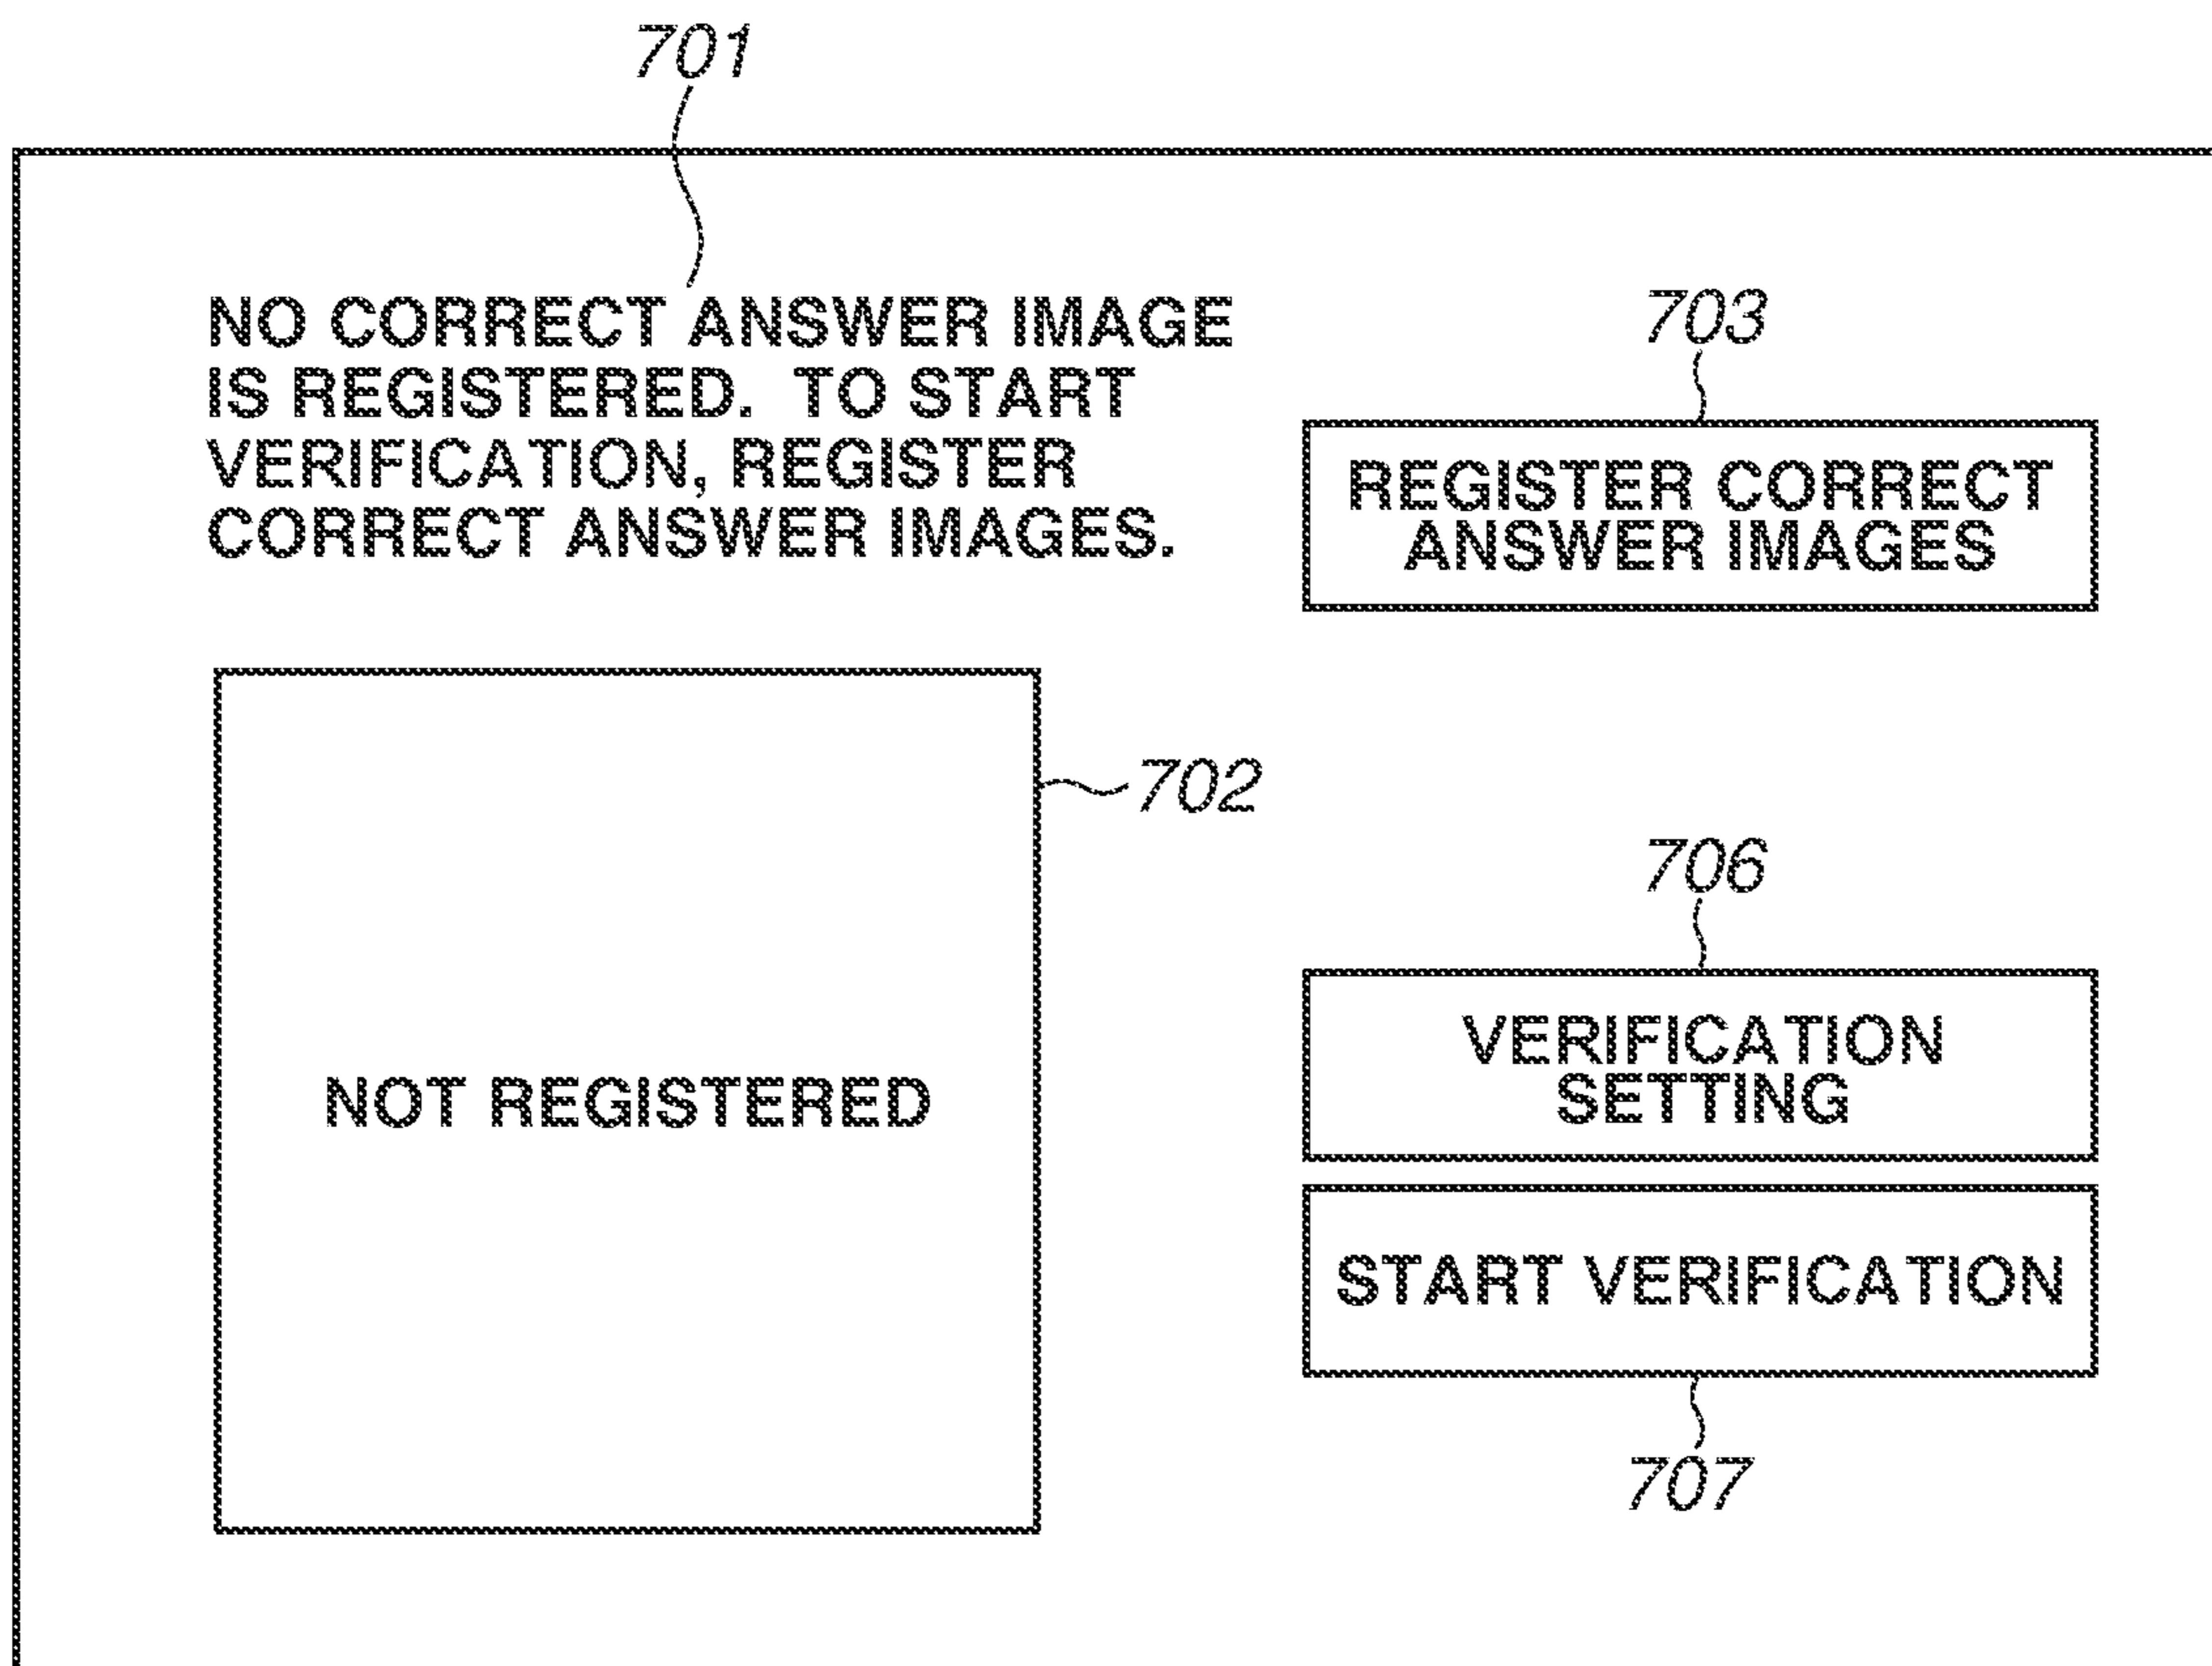 701
NO CORRECT ANSWER IMAGE
IS REGISTERED.  TO START
VERIFICATION, REGISTER
CORRECT ANSWER IMAGES.
703
REGISTER CORRECT
ANSWER IMAGES
702
NOT REGISTERED
706
VERIFICATION
SETTING
START VERIFICATION
707